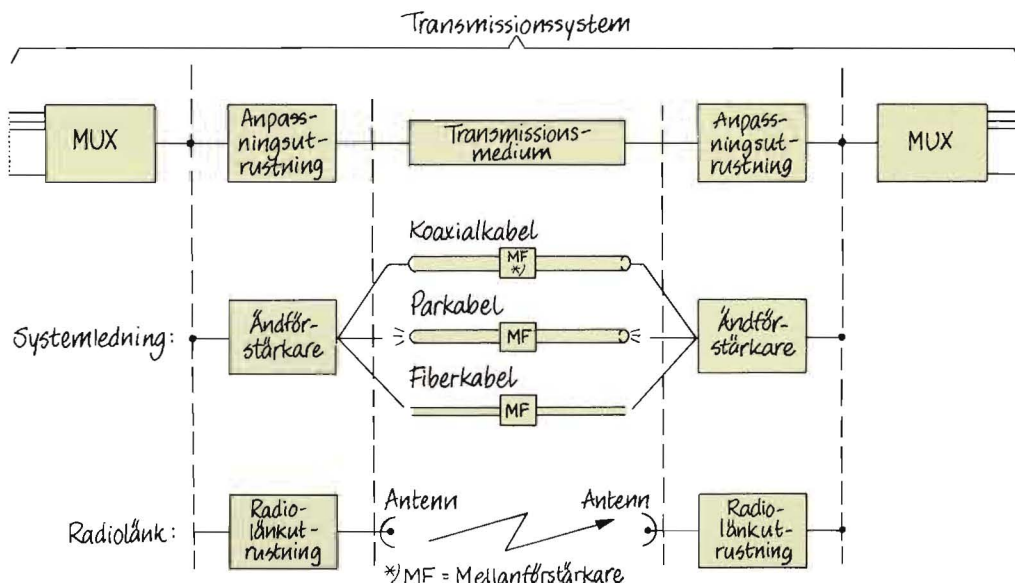 Transmissionssystem
MUX
Anpass-
ningsut-
rustning
Transmissions-
medium
Anpass-
ningsut-
rustning
MUX
Systemledning:
Ändför-
stärkare
Koaxialkabel
MF
*)
Parkabel
MF
Fiberkabel
MF
Ändför-
stärkare
Radiolänk:
Radio-
länkut-
rustning
Antenn
Antenn
Radio-
länkut-
rustning
*) MF = Mellanförstärkare